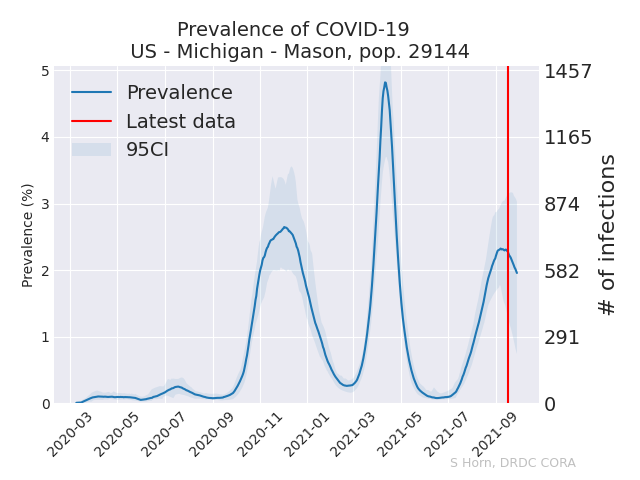 Prevalence of COVID-19
US - Michigan - Mason, pop. 29144
5
4
3
2
1
0
Prevalence (%)
Prevalence
Latest data
95CI
1457
1165
874
582
291
0
# of infections
2020-03
2020-05
2020-07
2020-09
2020-11
2021-01
2021-03
2021-05
2021-07
2021-09
S Horn, DRDC CORA